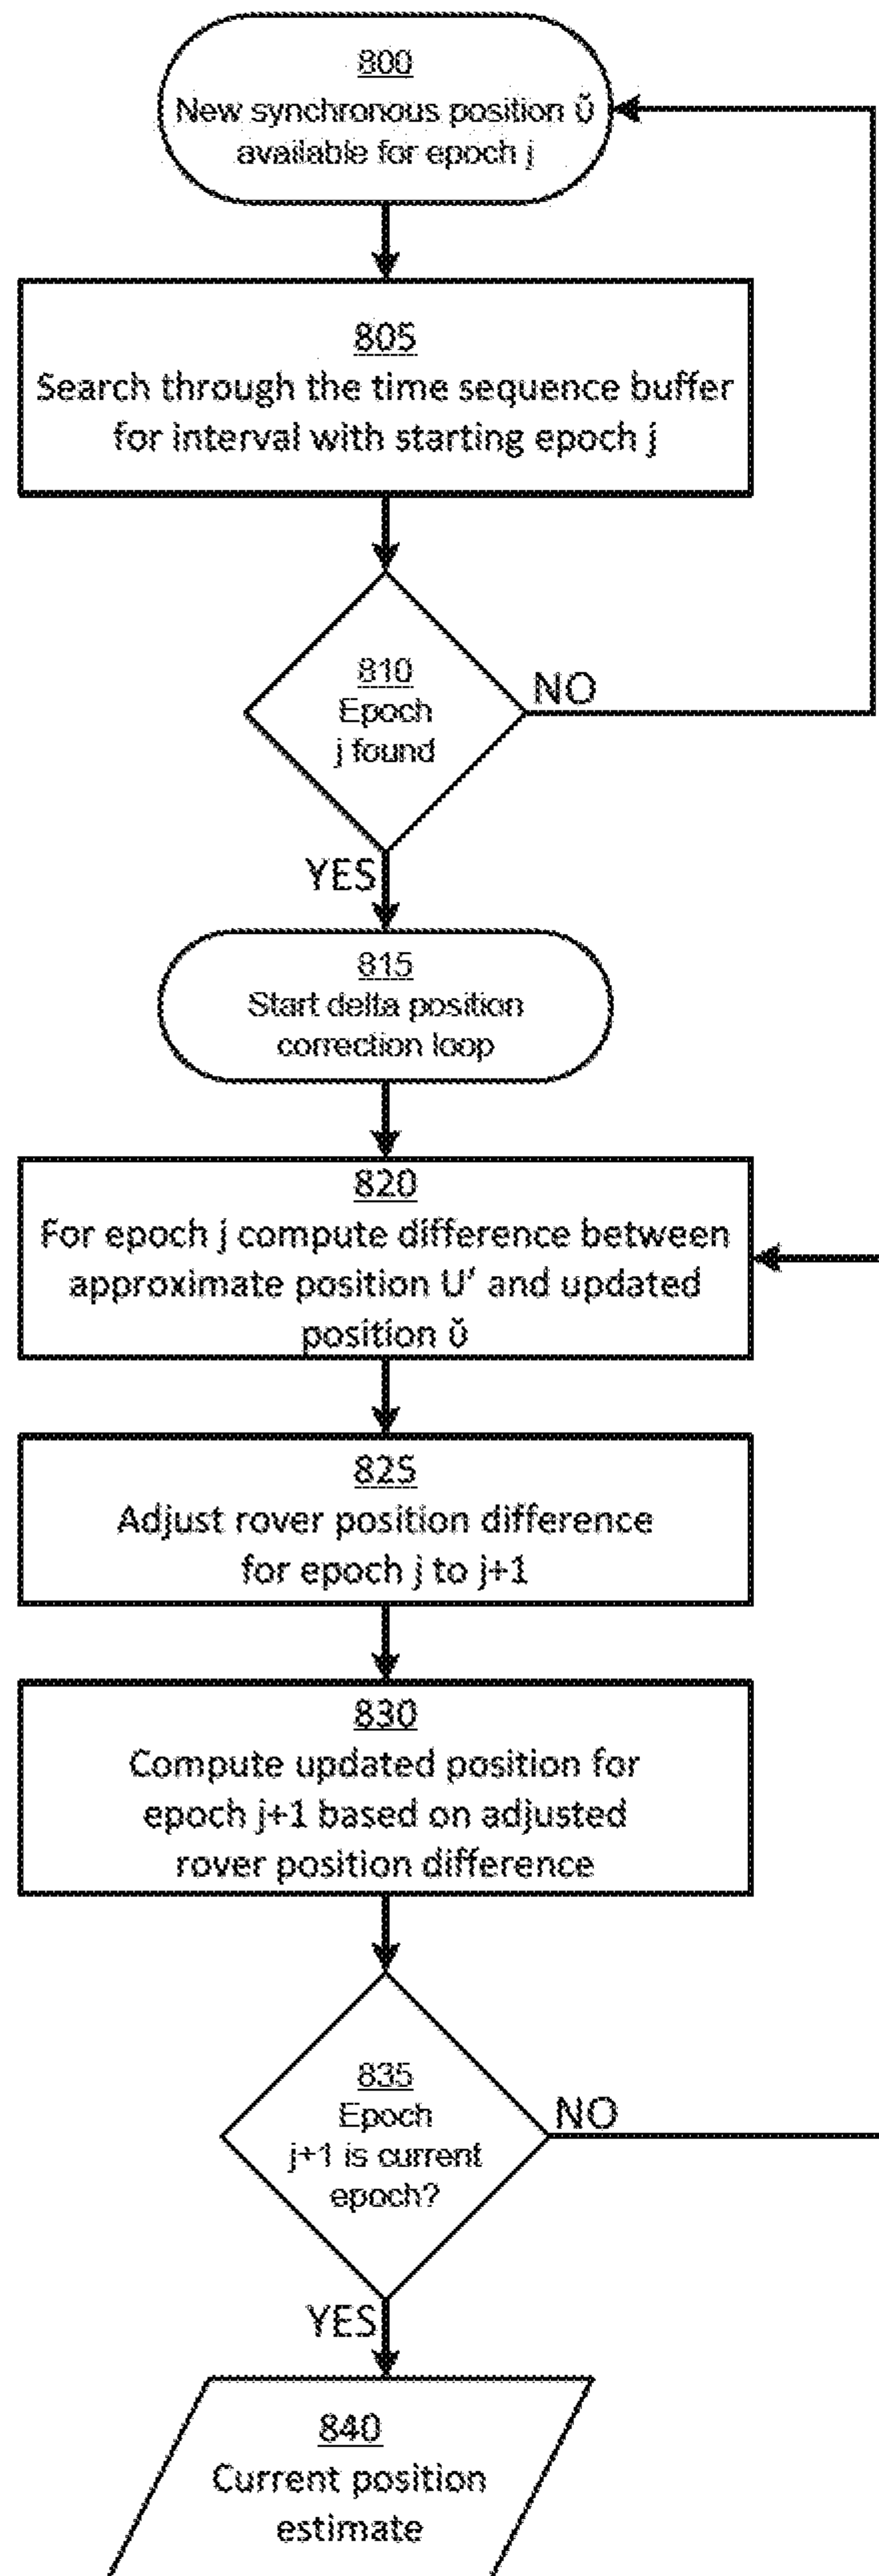 800
New synchronous position ŭ
available for epoch j
805
Search through the time sequence buffer
for interval with starting epoch j
810
Epoch
j found
NO
YES
815
Start delta position
correction loop
820
For epoch j compute difference between
approximate position U' and updated
position ŭ
825
Adjust rover position difference
for epoch j to j+1
830
Compute updated position for
epoch j+1 based on adjusted
rover position difference
835
Epoch
j+1 is current
epoch?
NO
YES
840
Current position
estimate